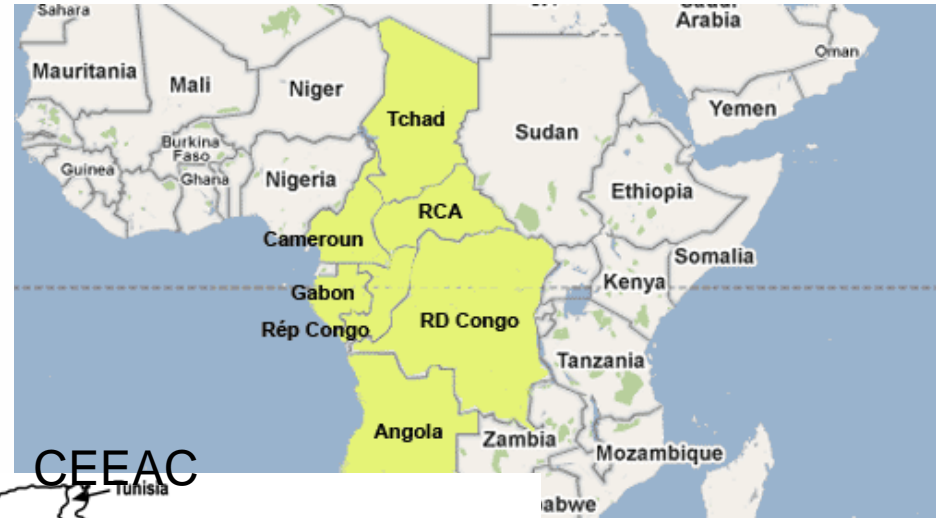 Sahara
Arabia
Oman
Mauritania
Mali
Niger
Tchad
Yemen
Sudan
Burkina
Faso
Guinea
Ghana
Nigeria
Ethiopia
RCA
Cameroun
Somalia
Kenya
Gabon
RD Congo
Rép Congo
Tanzania
Angola
Zambia
Mozambique
CEEAC
Tunisia
abwe